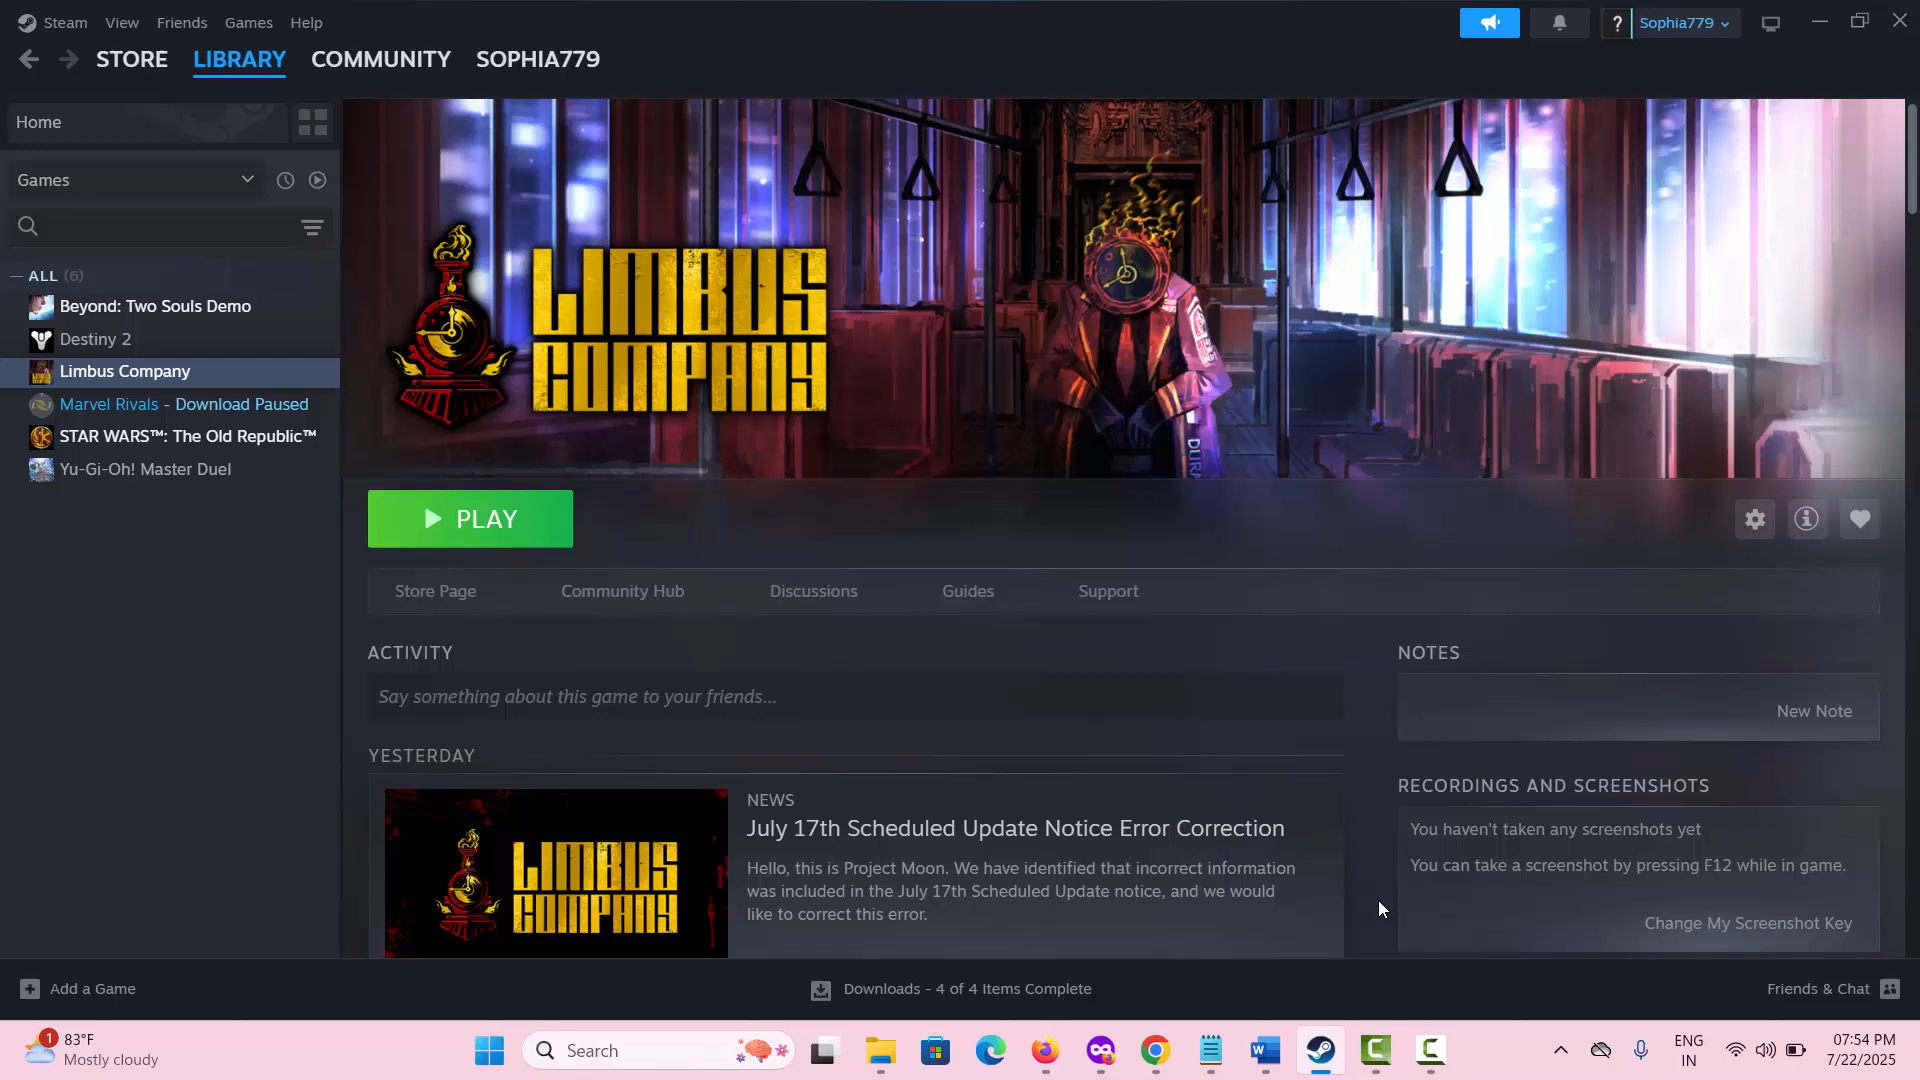 Steam View Friends Games Help
? Sophia779
STORE LIBRARY COMMUNITY SOPHIA779
Home
Games
— ALL (6)
Beyond: Two Souls Demo
Destiny 2
Limbus Company
Marvel Rivals - Download Paused
STAR WARS™: The Old Republic™
Yu-Gi-Oh! Master Duel
LIMBUS
COMPANY
DURA
PLAY
Store Page Community Hub Discussions Guides Support
ACTIVITY
Say something about this game to your friends...
YESTERDAY
LIMBUS
COMPANY
NEWS
July 17th Scheduled Update Notice Error Correction
Hello, this is Project Moon. We have identified that incorrect information
was included in the July 17th Scheduled Update notice, and we would
like to correct this error.
NOTES
New Note
RECORDINGS AND SCREENSHOTS
You haven't taken any screenshots yet
You can take a screenshot by pressing F12 while in game.
Change My Screenshot Key
Add a Game
Downloads - 4 of 4 Items Complete
Friends & Chat
1
83°F
Mostly cloudy
Search
ENG
IN
07:54 PM
7/22/2025